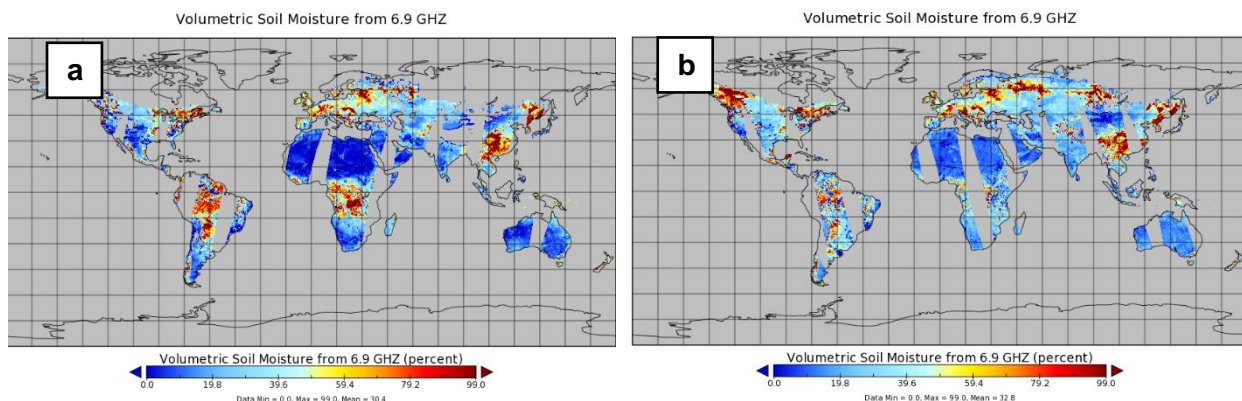 Volumetric Soil Moisture from 6.9 GHZ
a
Volumetric Soil Moisture from 6.9 GHZ (percent)
0.0 19.8 39.6 59.4 79.2 99.0
Data Min = 0.0, Max = 99.0, Mean = 30.4
Volumetric Soil Moisture from 6.9 GHZ
b
Volumetric Soil Moisture from 6.9 GHZ (percent)
0.0 19.8 39.6 59.4 79.2 99.0
Data Min = 0.0, Max = 99.0, Mean = 32.8